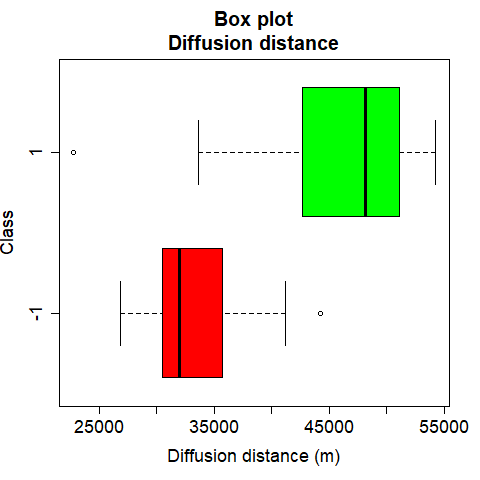 Box plot
Diffusion distance
Class
1
-1
25000 35000 45000 55000
Diffusion distance (m)